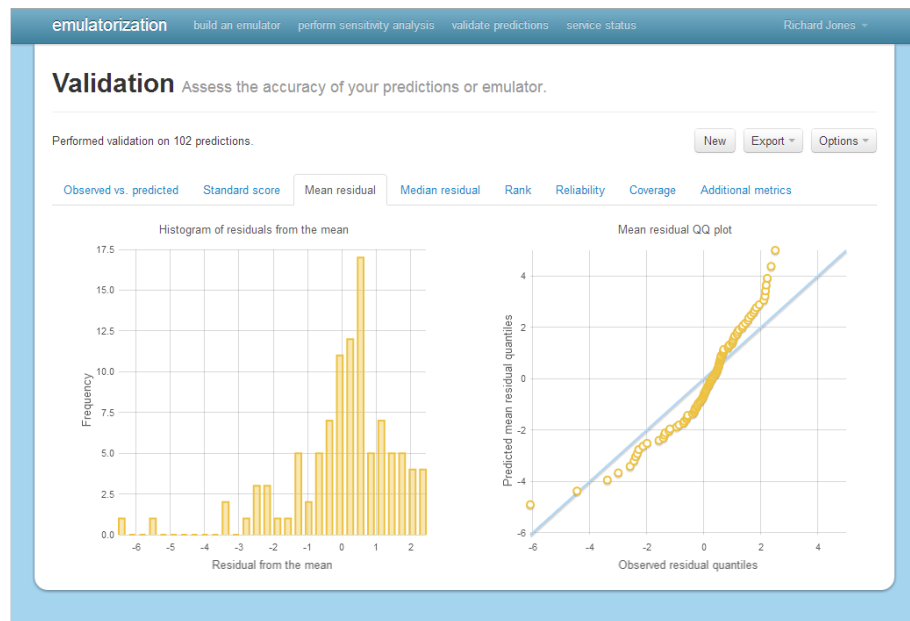 emulatorization build an emulator perform sensitivity analysis validate predictions service status Richard Jones
Validation Assess the accuracy of your predictions or emulator.
Performed validation on 102 predictions. New Export Options
Observed vs. predicted Standard score Mean residual Median residual Rank Reliability Coverage Additional metrics
Histogram of residuals from the mean
17.5
15.0
12.5
10.0
7.5
5.0
2.5
0.0
Frequency
-6 -5 -4 -3 -2 -1 0 1 2
Residual from the mean
Mean residual QQ plot
4
2
0
-2
-4
-6
Predicted mean residual quantiles
-6 -4 -2 0 2 4
Observed residual quantiles